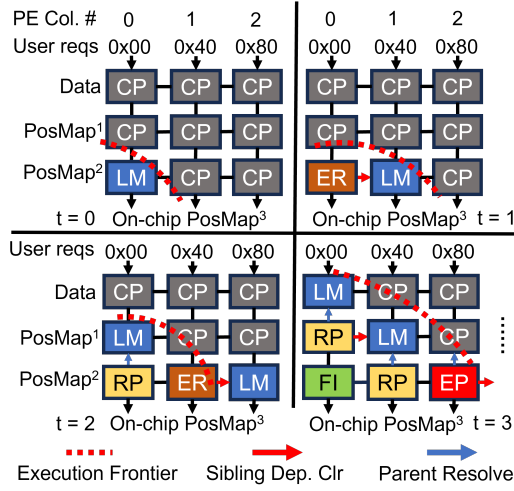 PE Col. # 0 1 2 0 1 2
User reqs 0x00 0x40 0x80 0x00 0x40 0x80
Data CP CP CP CP CP CP
PosMap¹ CP CP CP CP CP CP
PosMap² LM CP CP ER LM CP
t = 0 On-chip PosMap³ On-chip PosMap³ t = 1
User reqs 0x00 0x40 0x80 0x00 0x40 0x80
Data CP CP CP LM CP CP
PosMap¹ LM CP CP RP LM CP
PosMap² RP ER LM FI RP EP
t = 2 On-chip PosMap³ On-chip PosMap³ t = 3
Execution Frontier Sibling Dep. Clr Parent Resolve